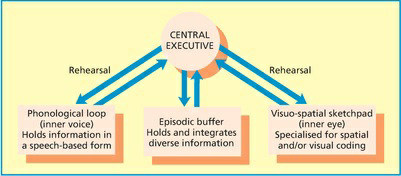 CENTRAL
EXECUTIVE
Rehearsal
Rehearsal
Phonological loop
(inner voice)
Holds information in
a speech-based form
Episodic buffer
Holds and integrates
diverse information
Visuo-spatial sketchpad
(inner eye)
Specialised for spatial
and/or visual coding